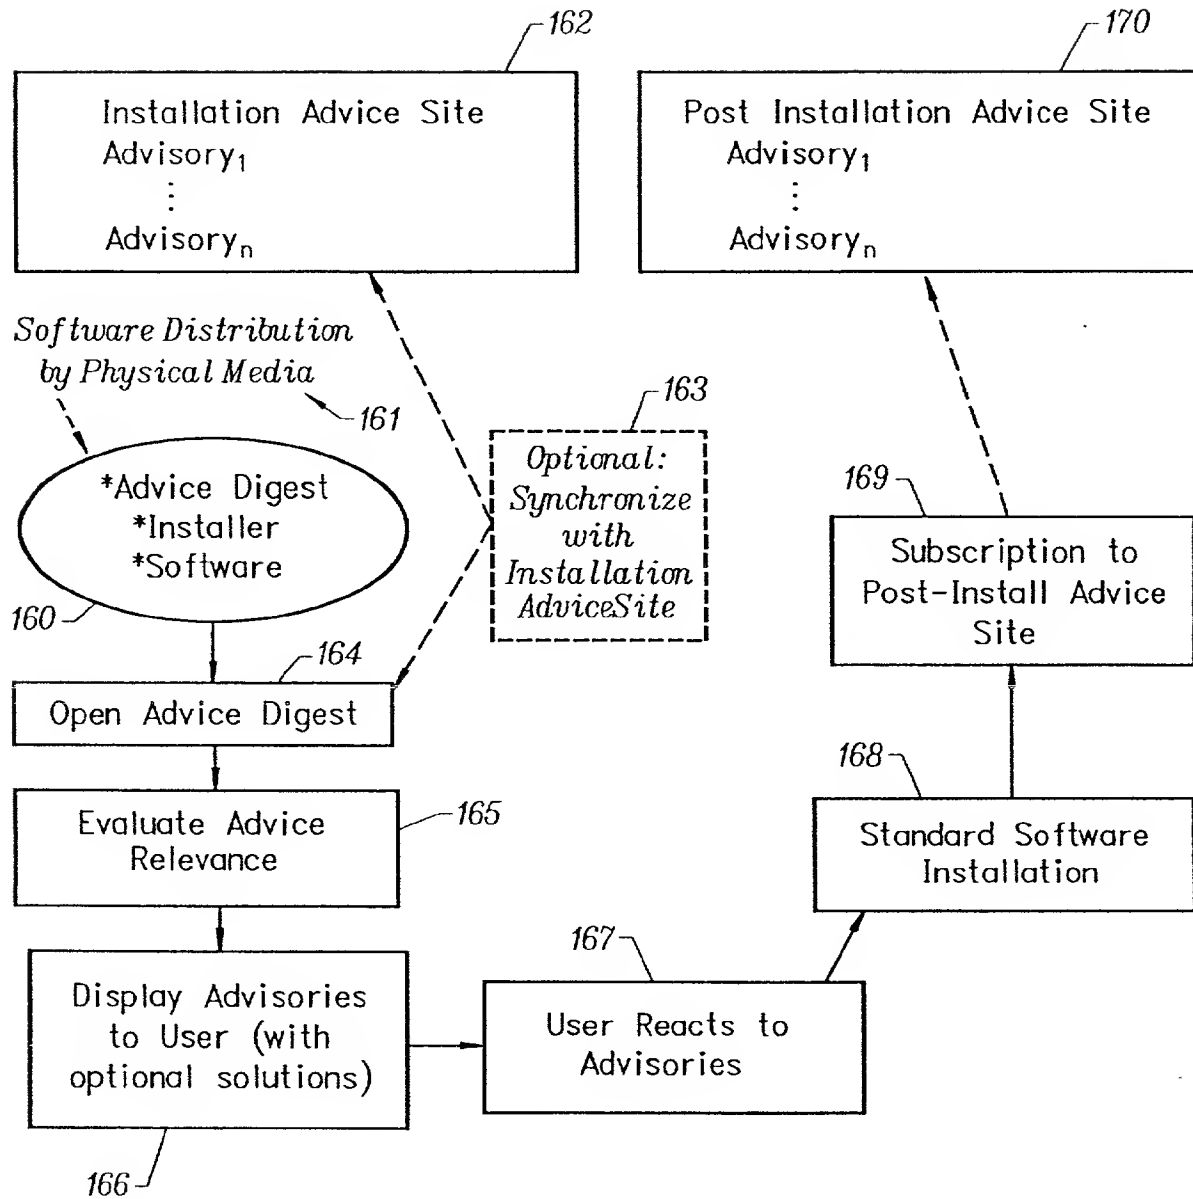 162
Installation Advice Site
Advisory₁
⋮
Advisoryₙ
170
Post Installation Advice Site
Advisory₁
⋮
Advisoryₙ
Software Distribution
by Physical Media
161
*Advice Digest
*Installer
*Software
160
163
Optional:
Synchronize
with
Installation
AdviceSite
164
Open Advice Digest
165
Evaluate Advice
Relevance
Display Advisories
to User (with
optional solutions)
166
167
User Reacts to
Advisories
168
Standard Software
Installation
169
Subscription to
Post-Install Advice
Site